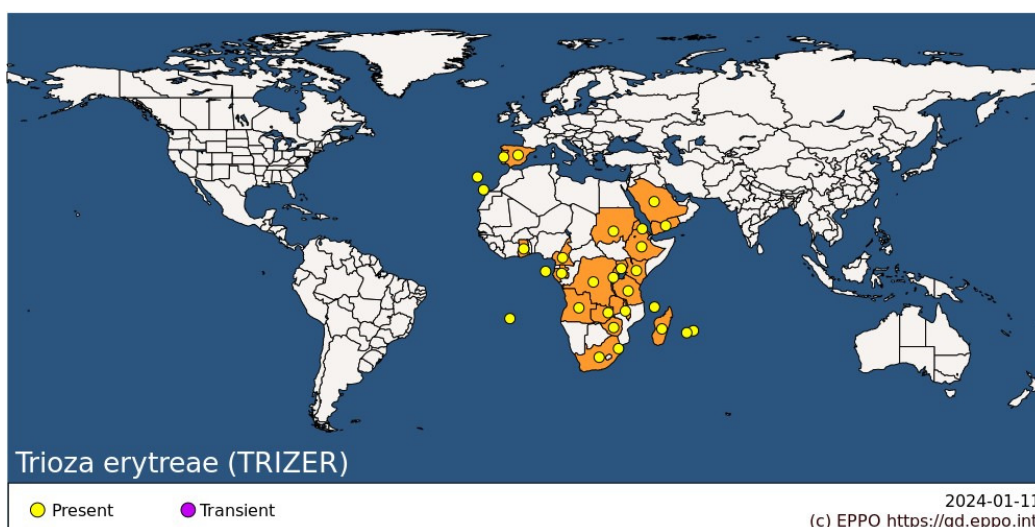 Trioza erytreae (TRIZER)
Present
Transient
2024-01-11
(c) EPPO https://gd.eppo.int